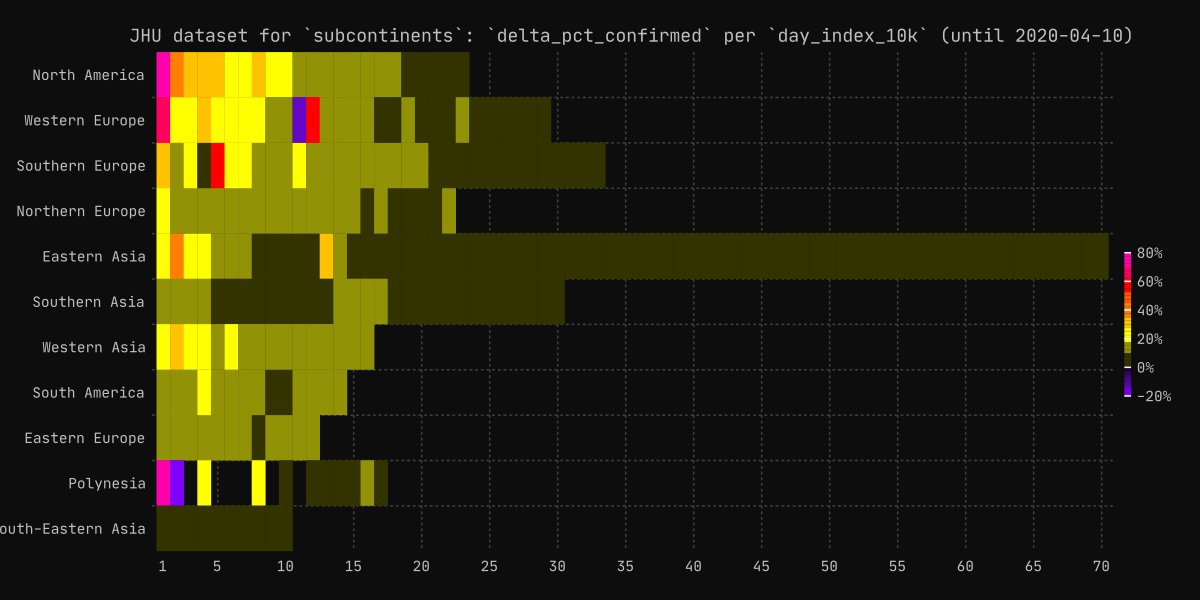 JHU dataset for `subcontinents`: `delta_pct_confirmed` per `day_index_10k` (until 2020-04-10)
North America
Western Europe
Southern Europe
Northern Europe
Eastern Asia
Southern Asia
Western Asia
South America
Eastern Europe
Polynesia
outh-Eastern Asia
80%
60%
40%
20%
0%
-20%
1 5 10 15 20 25 30 35 40 45 50 55 60 65 70